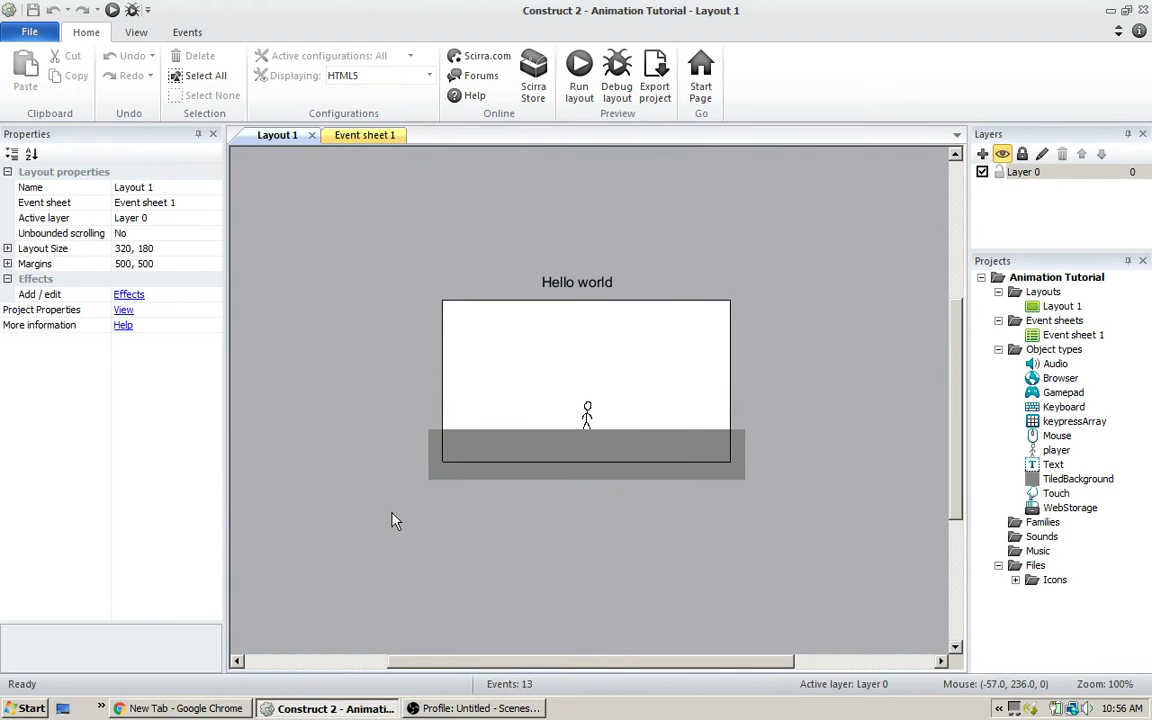 Construct 2 - Animation Tutorial - Layout 1
File Home View Events
Paste Cut Copy
Clipboard
Undo Redo
Undo
Delete Select All Select None
Selection
Active configurations: All
Displaying: HTML5
Configurations
Scirra.com Forums Help Scirra Store
Online
Run layout Debug layout Export project
Preview
Start Page
Go
Properties
Layout properties
Name Layout 1
Event sheet Event sheet 1
Active layer Layer 0
Unbounded scrolling No
Layout Size 320, 180
Margins 500, 500
Effects
Add / edit Effects
Project Properties View
More information Help
Layout 1 Event sheet 1
Hello world
Layers
Layer 0 0
Projects
Animation Tutorial
Layouts
Layout 1
Event sheets
Event sheet 1
Object types
Audio
Browser
Gamepad
Keyboard
keypressArray
Mouse
player
Text
TiledBackground
Touch
WebStorage
Families
Sounds
Music
Files
Icons
Ready Events: 13 Active layer: Layer 0 Mouse: (-57.0, 236.0, 0) Zoom: 100%
Start New Tab - Google Chrome Construct 2 - Animati... Profile: Untitled - Scenes... 10:56 AM